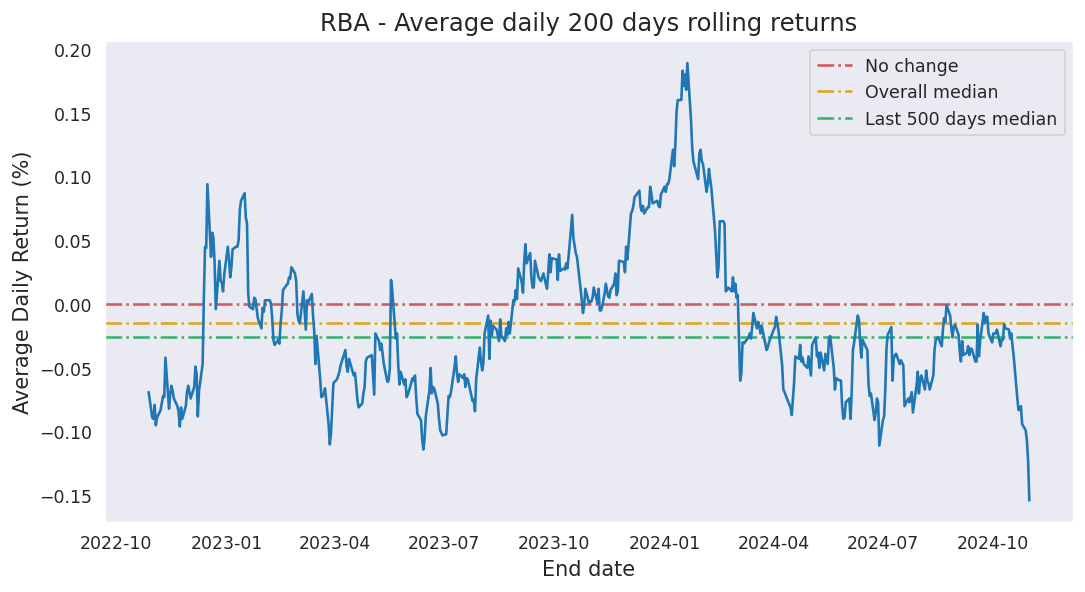 RBA - Average daily 200 days rolling returns
No change
Overall median
Last 500 days median
Average Daily Return (%)
0.20
0.15
0.10
0.05
0.00
−0.05
−0.10
−0.15
2022-10 2023-01 2023-04 2023-07 2023-10 2024-01 2024-04 2024-07 2024-10
End date